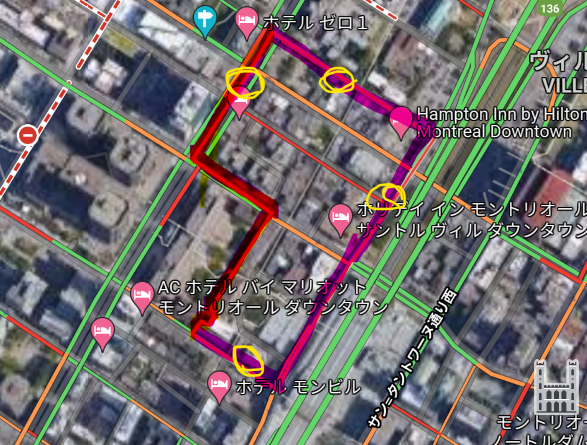 ホテル ゼロ１
136
ヴィル
VILLE
Hampton Inn by Hilton
Montreal Downtown
ホリデイ イン モントリオール
サントル ヴィル ダウンタウン
AC ホテル バイ マリオット
モントリオール ダウンタウン
サン=タントワーヌ通り西
ホテル モンビル
モントリオー
ノートルダ